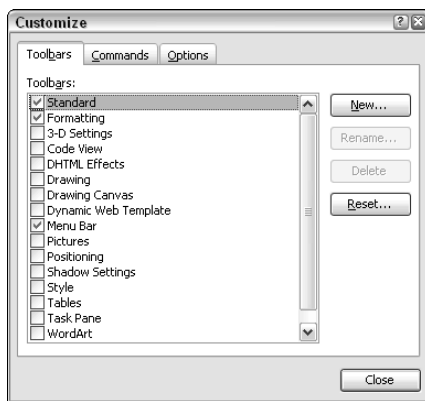 Customize
Toolbars Commands Options
Toolbars:
Standard
Formatting
3-D Settings
Code View
DHTML Effects
Drawing
Drawing Canvas
Dynamic Web Template
Menu Bar
Pictures
Positioning
Shadow Settings
Style
Tables
Task Pane
WordArt
New...
Rename...
Delete
Reset...
Close